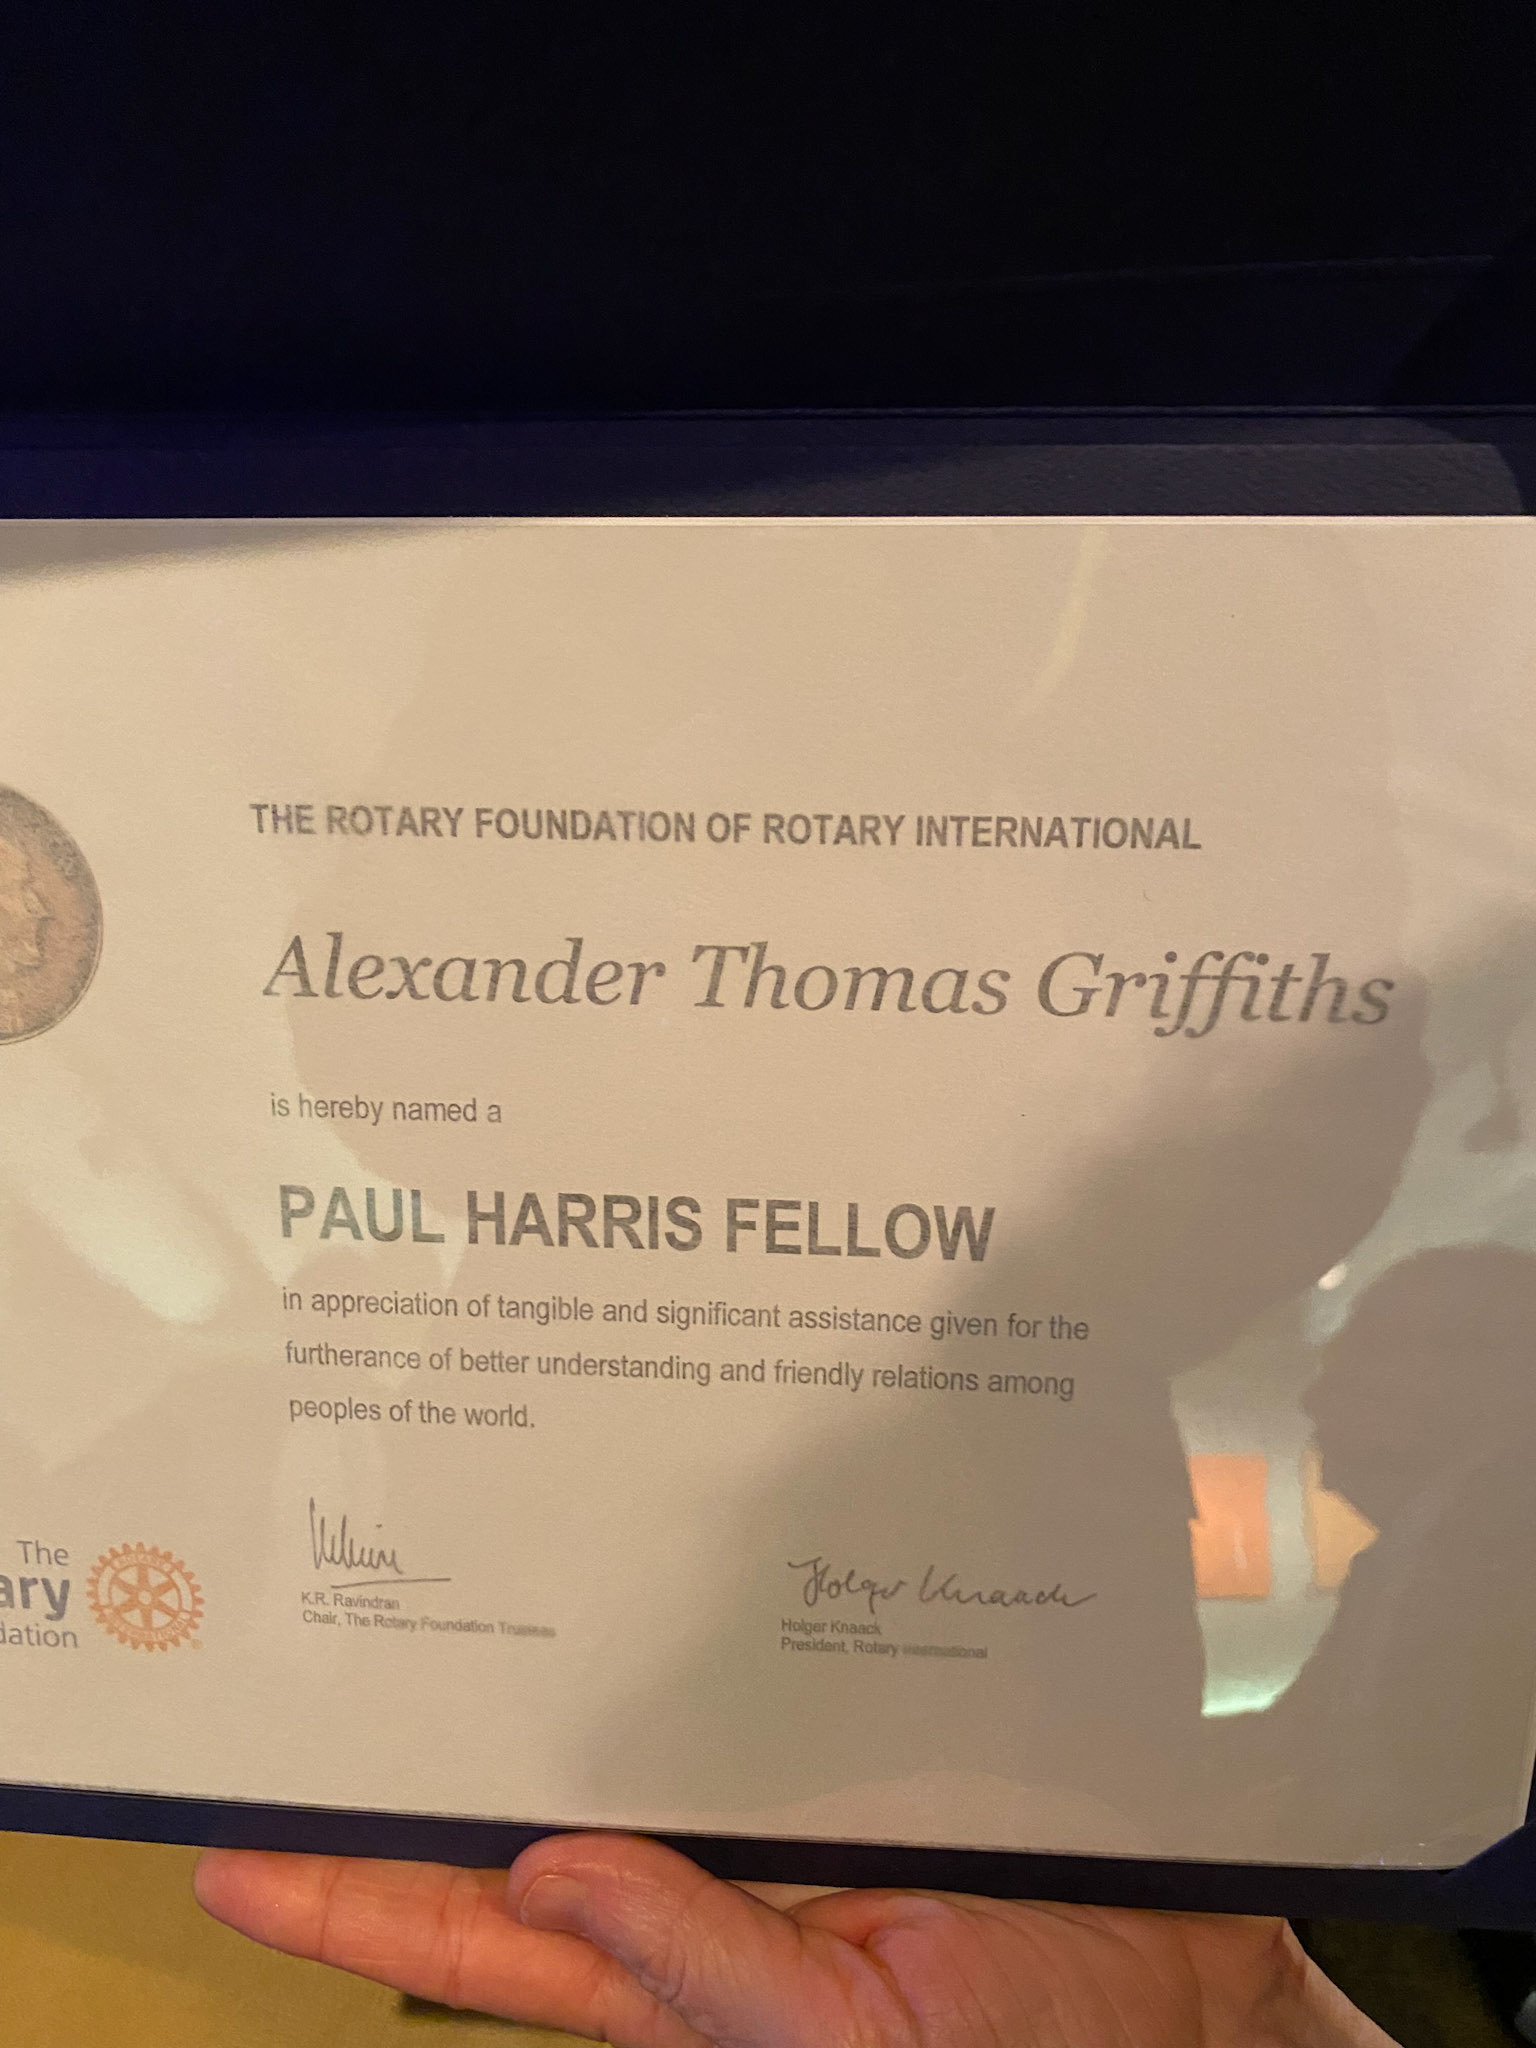 THE ROTARY FOUNDATION OF ROTARY INTERNATIONAL
Alexander Thomas Griffiths
is hereby named a
PAUL HARRIS FELLOW
in appreciation of tangible and significant assistance given for the
furtherance of better understanding and friendly relations among
peoples of the world.
K.R. Ravindran
Chair, The Rotary Foundation Trustees
Holger Knaack
Holger Knaack
President, Rotary International
The
ary
dation